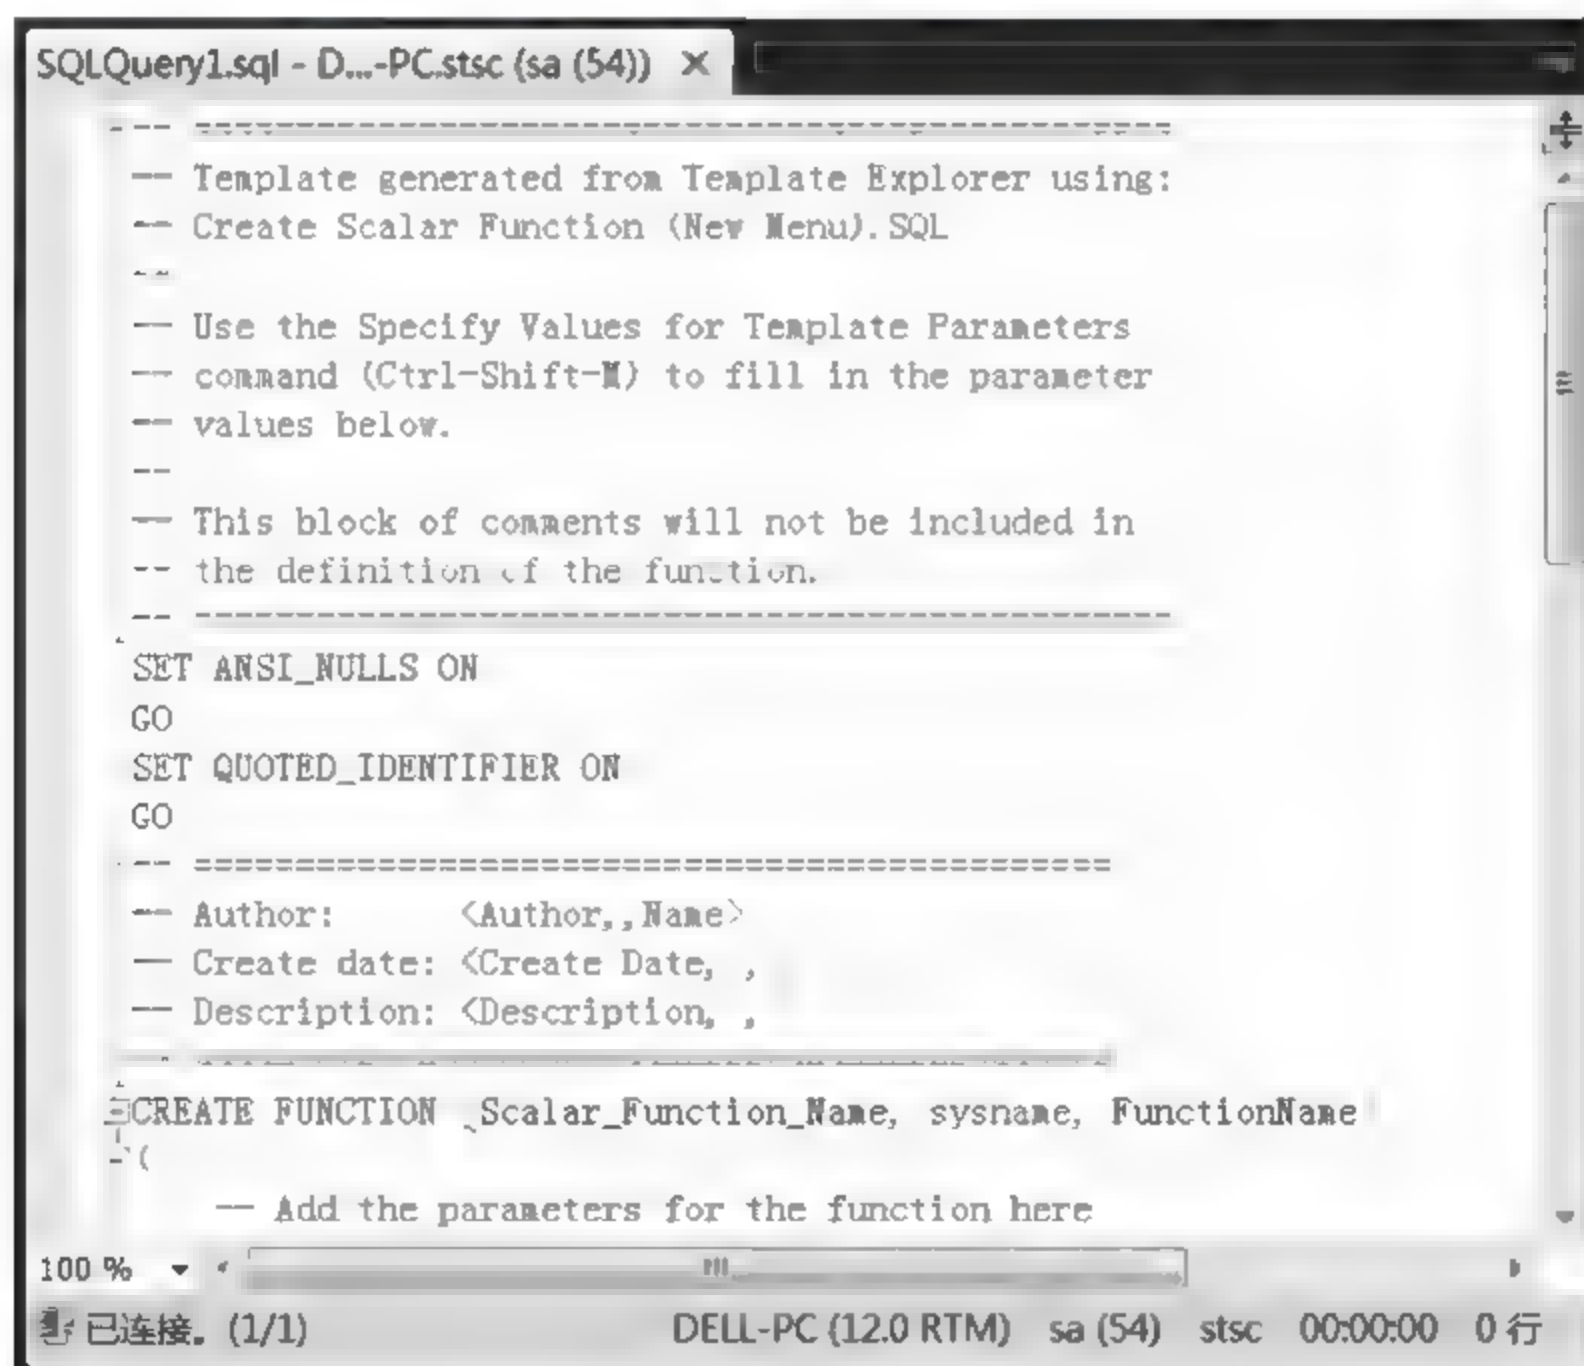 SQLQuery1.sql - D...-PC.stsc (sa (54)) ×
-- ================================================
-- Template generated from Template Explorer using:
-- Create Scalar Function (New Menu).SQL
--
-- Use the Specify Values for Template Parameters
-- command (Ctrl-Shift-M) to fill in the parameter
-- values below.
--
-- This block of comments will not be included in
-- the definition of the function.
-- ================================================
SET ANSI_NULLS ON
GO
SET QUOTED_IDENTIFIER ON
GO
-- =============================================
-- Author:      <Author,,Name>
-- Create date: <Create Date, ,
-- Description: <Description, ,
-- =============================================
CREATE FUNCTION Scalar_Function_Name, sysname, FunctionName
(
-- Add the parameters for the function here
100 %
已连接。(1/1) DELL-PC (12.0 RTM) sa (54) stsc 00:00:00 0 行